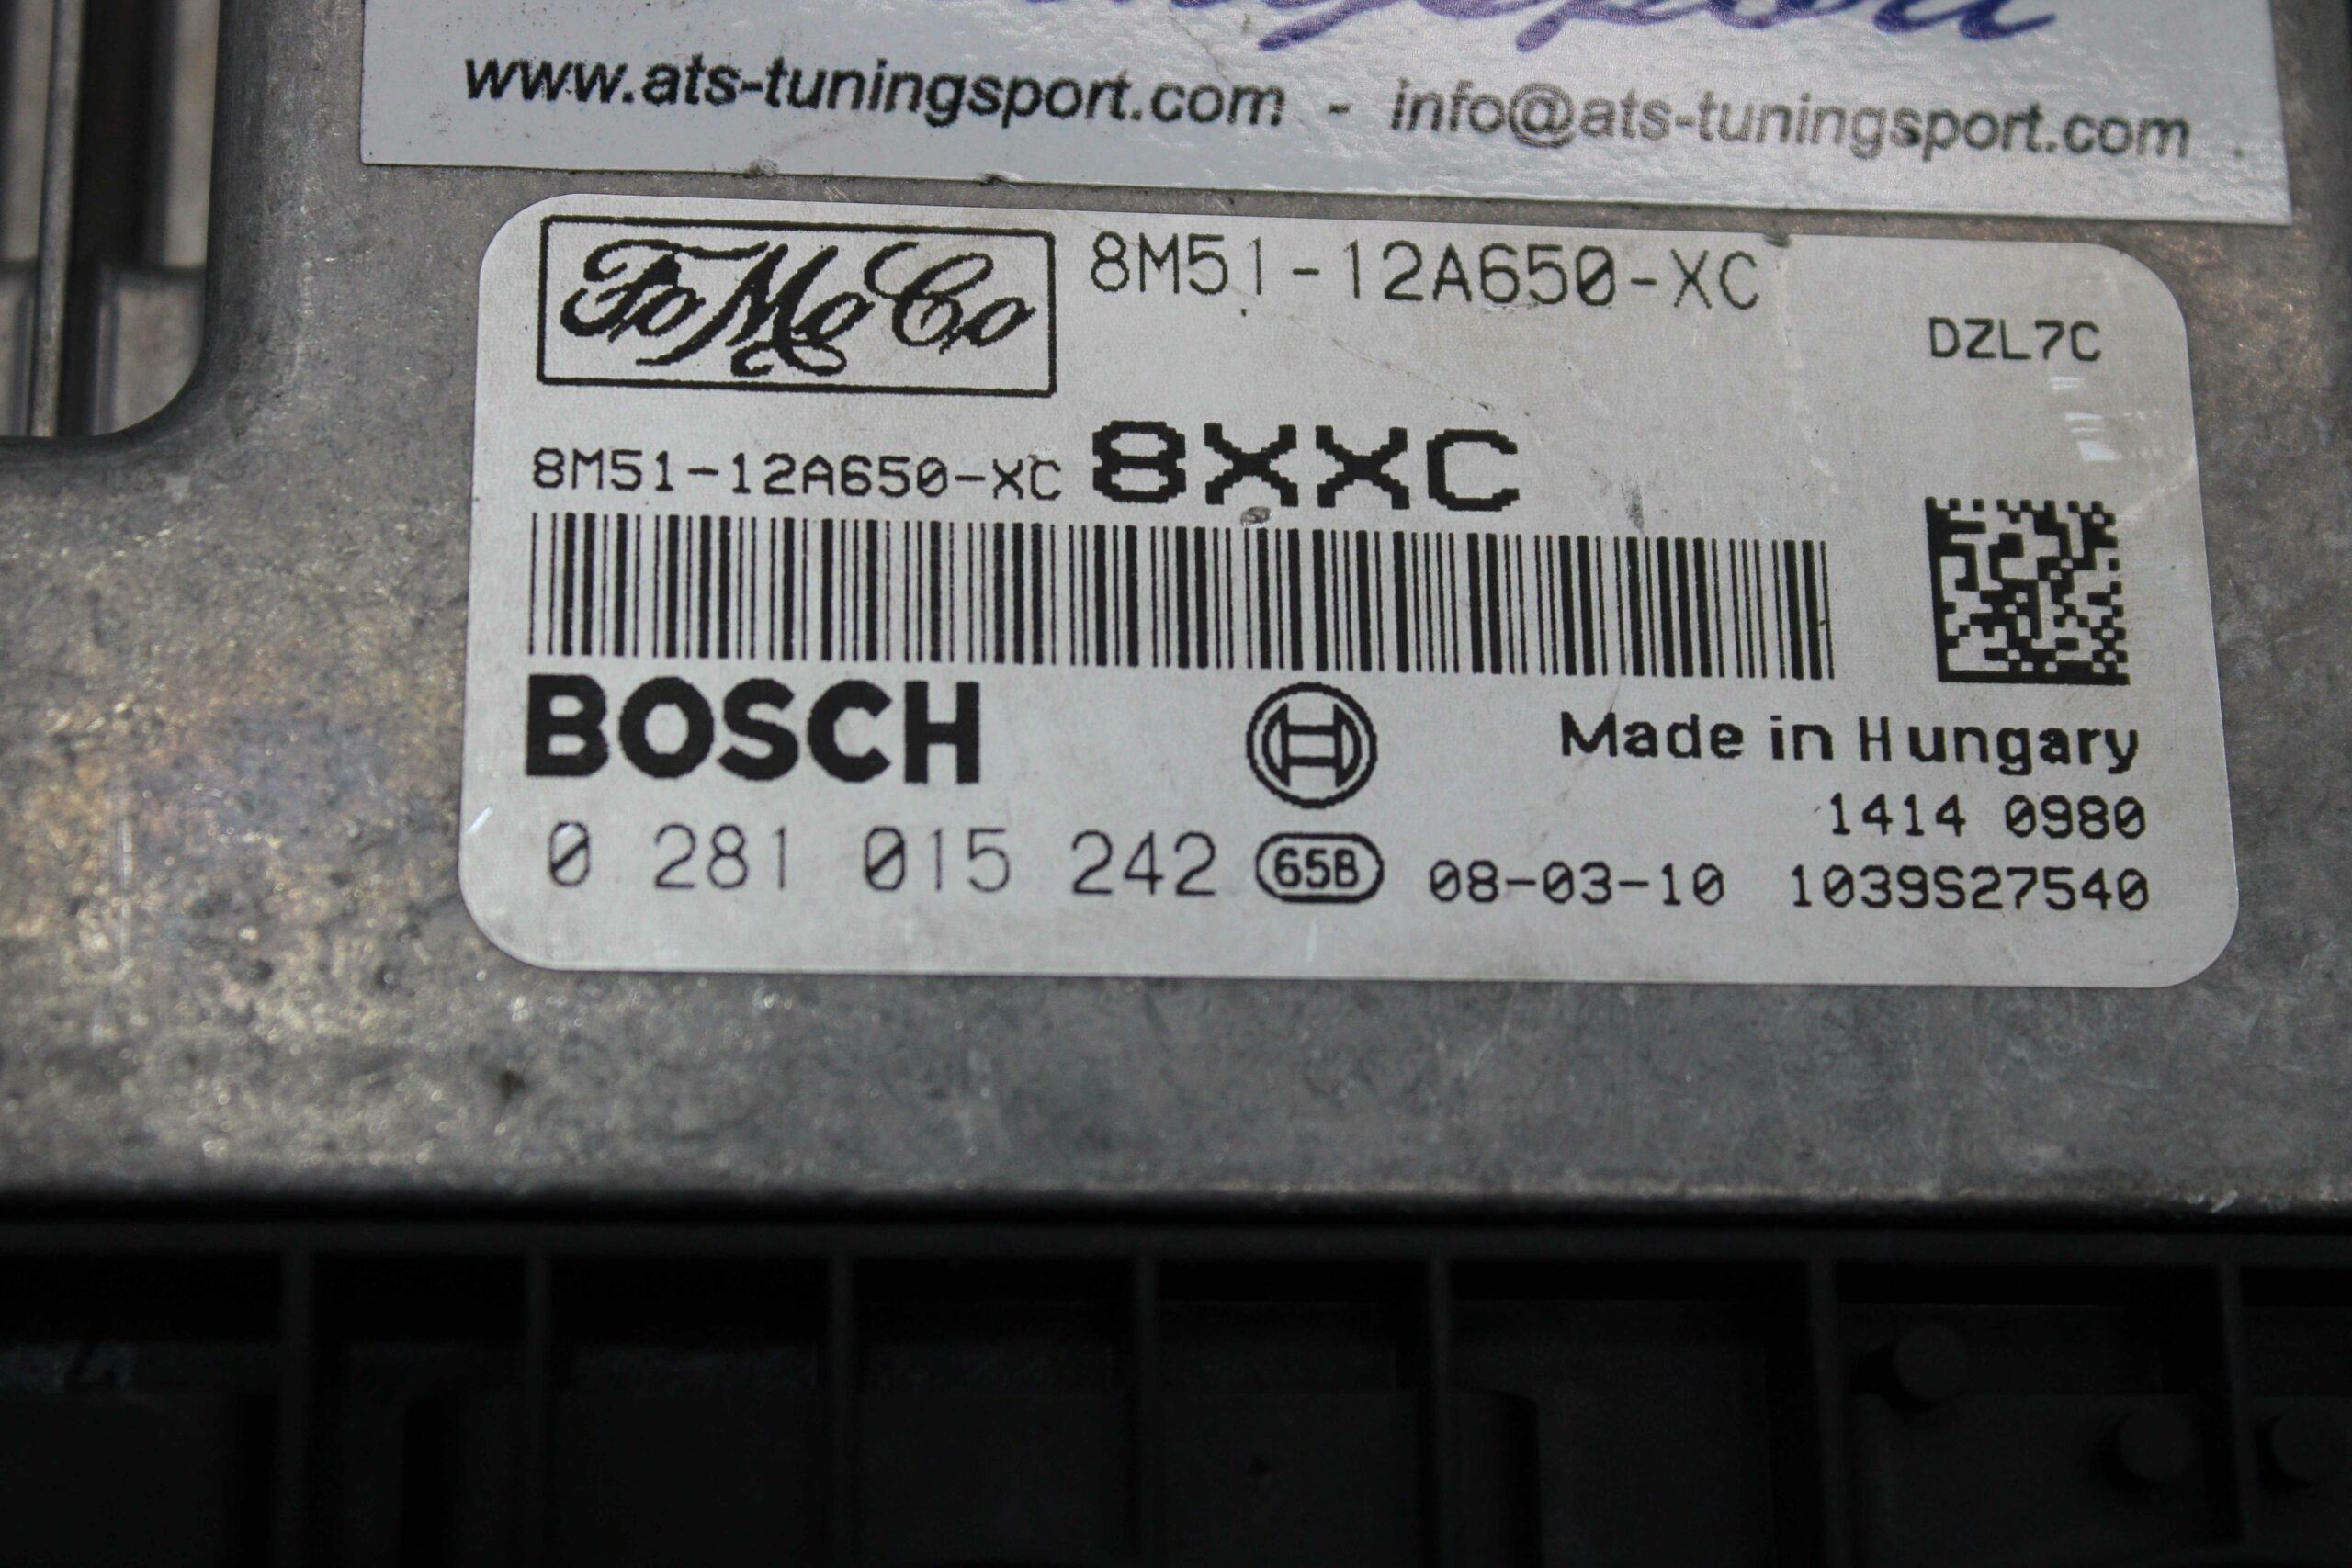 www.ats-tuningsport.com - info@ats-tuningsport.com
FoMoCo 8M51-12A650-XC
DZL7C
8M51-12A650-XC 8XXC
BOSCH
Made in Hungary
1414 0980
0 281 015 242 65B 08-03-10 1039S27540